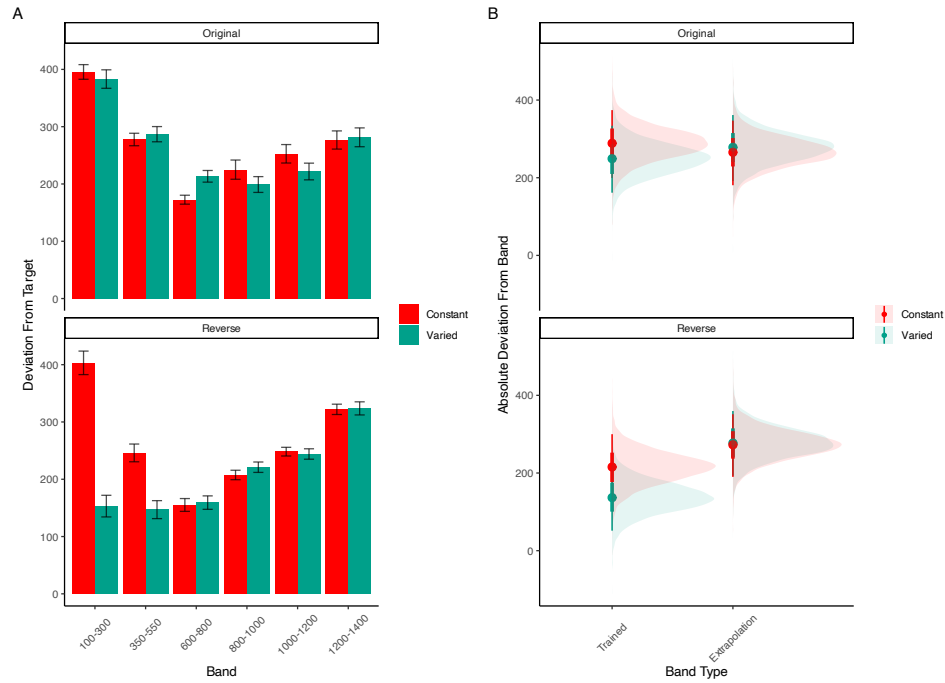 A
Original
400
300
200
100
0
Reverse
400
300
200
100
0
100-300
350-550
600-800
800-1000
1000-1200
1200-1400
Band
Deviation From Target
Constant
Varied
B
Original
400
200
0
Reverse
400
200
0
Trained
Extrapolation
Band Type
Absolute Deviation From Band
Constant
Varied